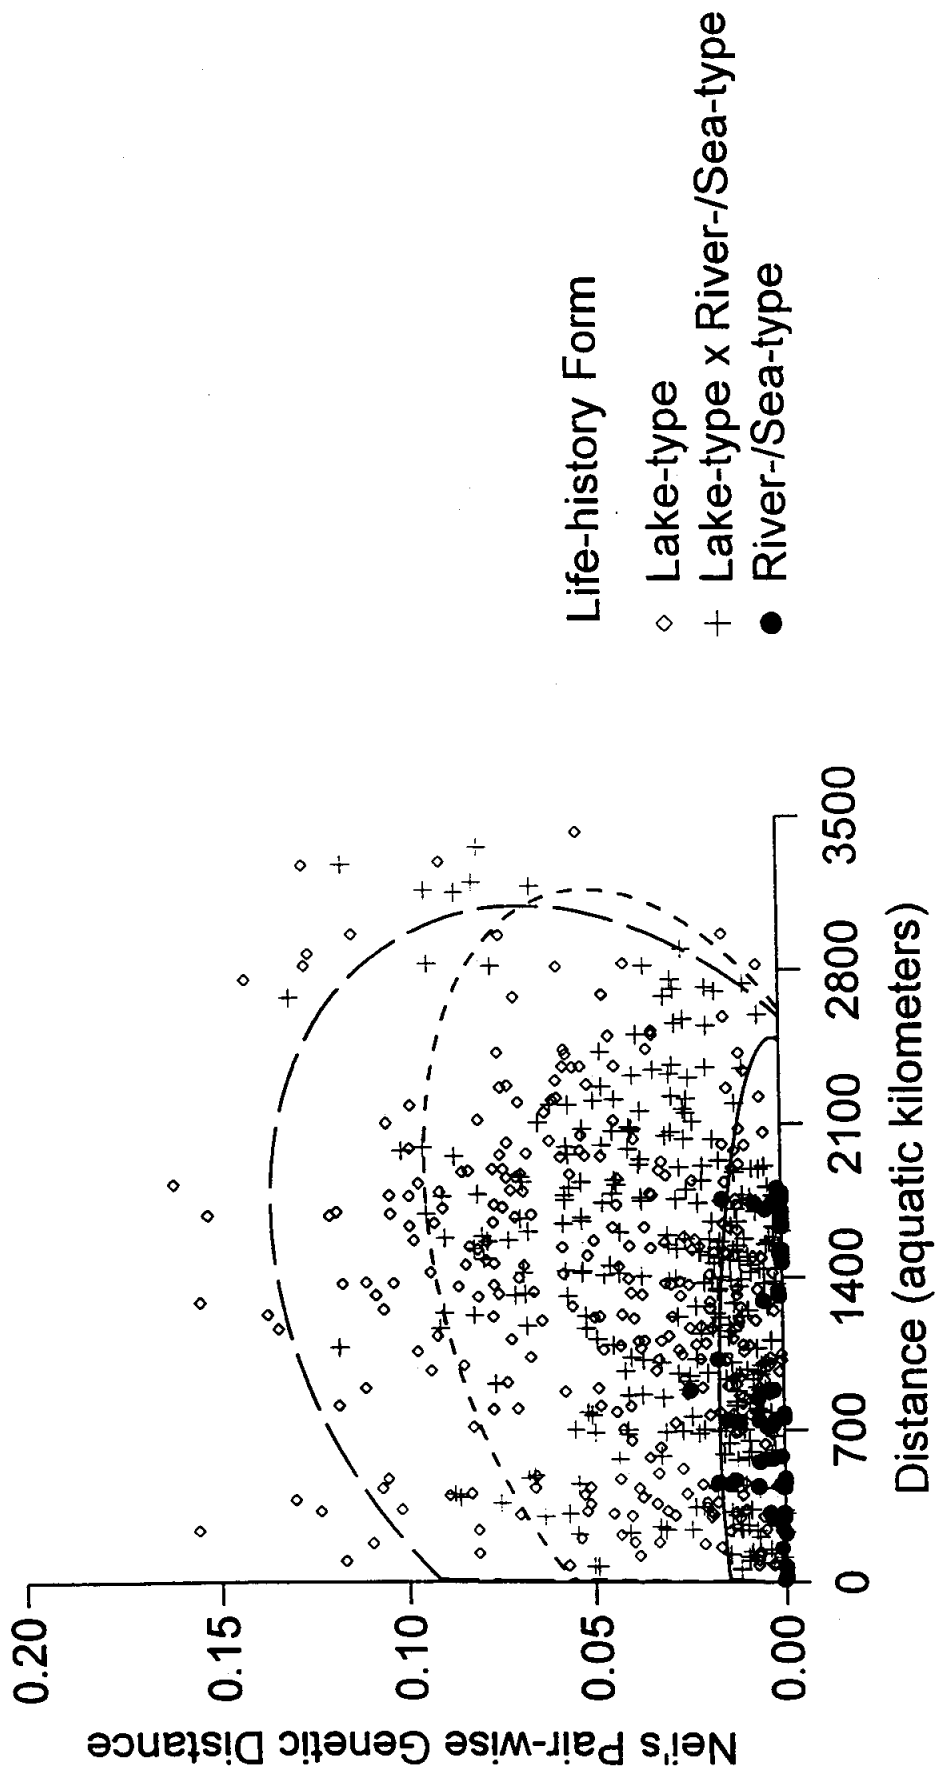 Nei's Pair-wise Genetic Distance
0.20
0.15
0.10
0.05
0.00
0
700
1400
2100
2800
3500
Distance (aquatic kilometers)
Life-history Form
Lake-type
Lake-type x River-/Sea-type
River-/Sea-type